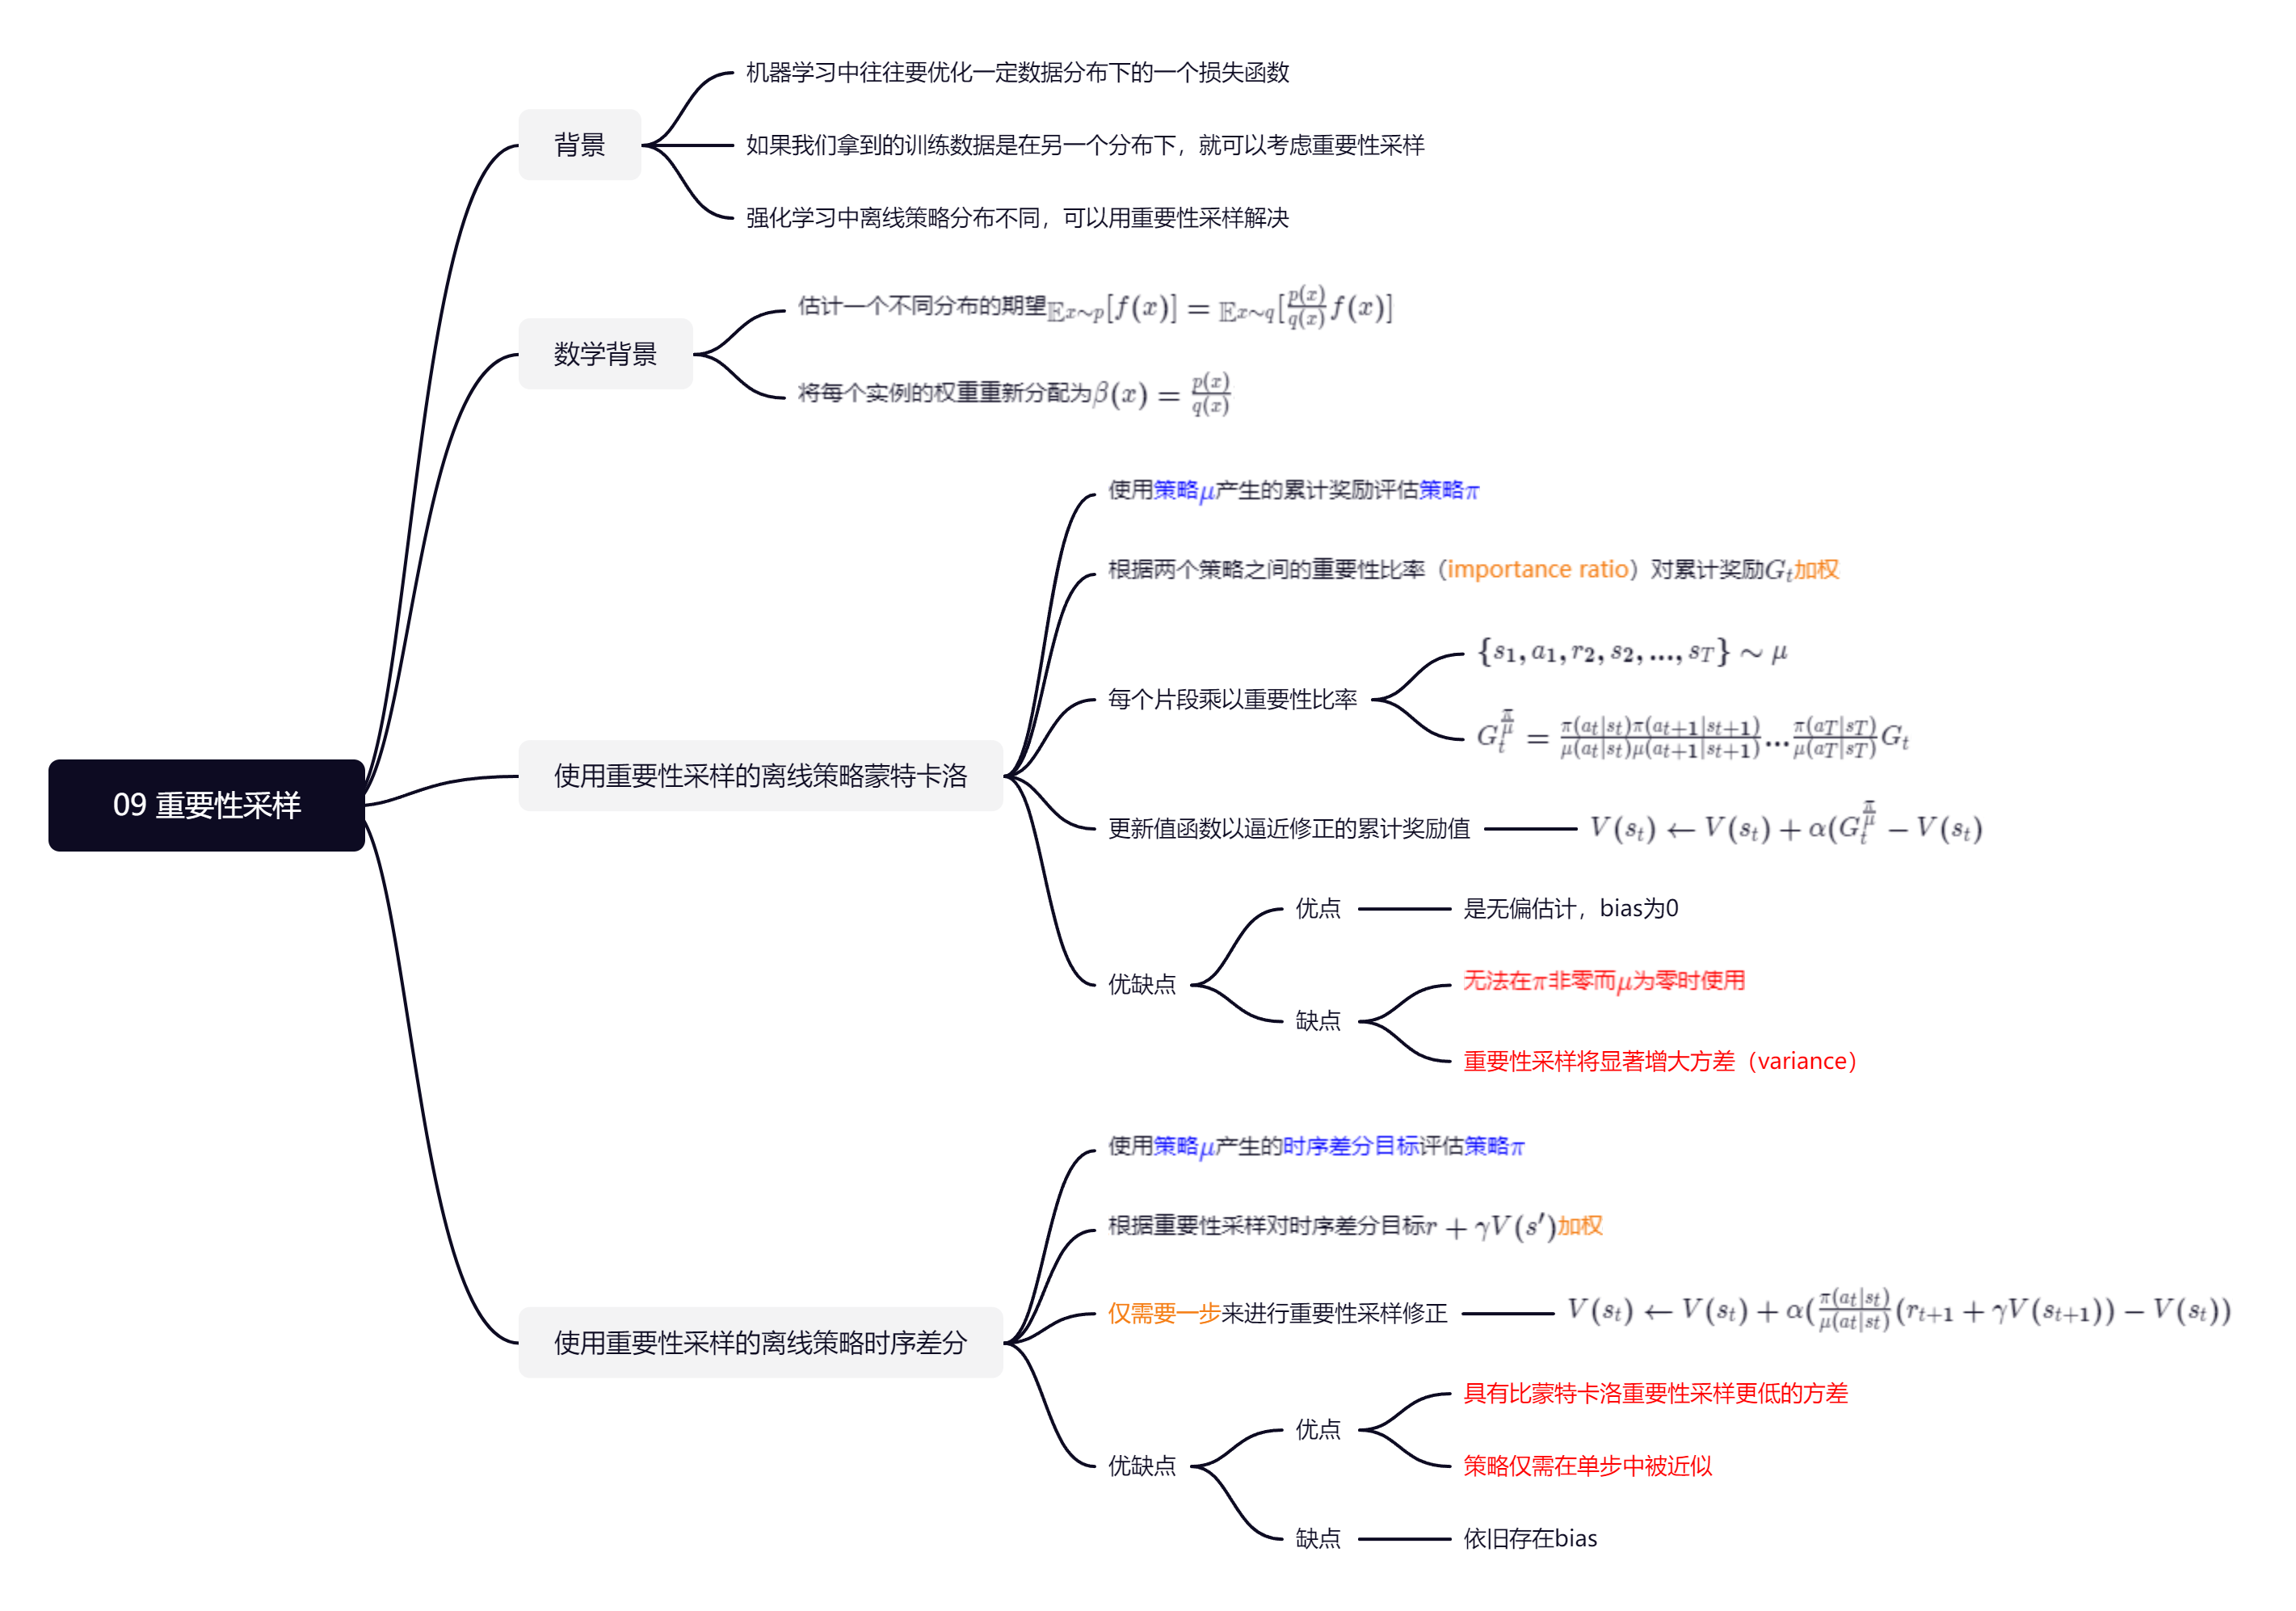 09 重要性采样
背景
机器学习中往往要优化一定数据分布下的一个损失函数
如果我们拿到的训练数据是在另一个分布下，就可以考虑重要性采样
强化学习中离线策略分布不同，可以用重要性采样解决
数学背景
估计一个不同分布的期望$\mathbb{E}_{x\sim p}[f(x)] = \mathbb{E}_{x\sim q}[\frac{p(x)}{q(x)}f(x)]$
将每个实例的权重重新分配为$\beta(x) = \frac{p(x)}{q(x)}$
使用重要性采样的离线策略蒙特卡洛
使用策略$\mu$产生的累计奖励评估策略$\pi$
根据两个策略之间的重要性比率（importance ratio）对累计奖励$G_t$加权
每个片段乘以重要性比率
$\{s_1, a_1, r_2, s_2, ..., s_T\} \sim \mu$
$G_t^{\frac{\pi}{\mu}} = \frac{\pi(a_t|s_t)\pi(a_{t+1}|s_{t+1})}{\mu(a_t|s_t)\mu(a_{t+1}|s_{t+1})}...\frac{\pi(a_T|s_T)}{\mu(a_T|s_T)}G_t$
更新值函数以逼近修正的累计奖励值
$V(s_t) \leftarrow V(s_t) + \alpha(G_t^{\frac{\pi}{\mu}} - V(s_t)$
优缺点
优点
是无偏估计，bias为0
缺点
无法在$\pi$非零而$\mu$为零时使用
重要性采样将显著增大方差（variance）
使用重要性采样的离线策略时序差分
使用策略$\mu$产生的时序差分目标评估策略$\pi$
根据重要性采样对时序差分目标$r + \gamma V(s')$加权
仅需要一步来进行重要性采样修正
$V(s_t) \leftarrow V(s_t) + \alpha(\frac{\pi(a_t|s_t)}{\mu(a_t|s_t)}(r_{t+1} + \gamma V(s_{t+1})) - V(s_t))$
优缺点
优点
具有比蒙特卡洛重要性采样更低的方差
策略仅需在单步中被近似
缺点
依旧存在bias